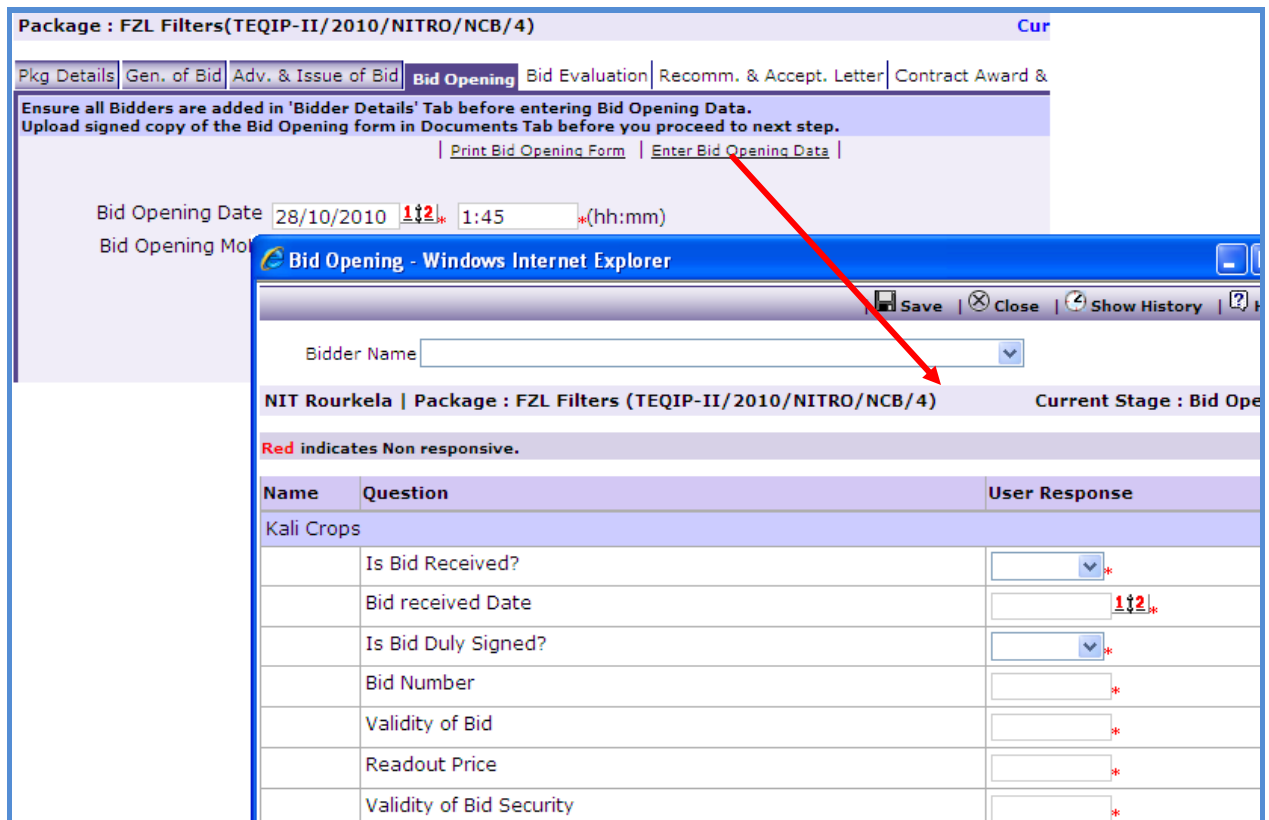 Package : FZL Filters(TEQIP-II/2010/NITRO/NCB/4) Cur
Pkg Details Gen. of Bid Adv. & Issue of Bid Bid Opening Bid Evaluation Recomm. & Accept. Letter Contract Award &
Ensure all Bidders are added in 'Bidder Details' Tab before entering Bid Opening Data.
Upload signed copy of the Bid Opening form in Documents Tab before you proceed to next step.
| Print Bid Opening Form | Enter Bid Opening Data |
Bid Opening Date 28/10/2010 12* 1:45 *(hh:mm)
Bid Opening
Bid Opening - Windows Internet Explorer
| Save | Close | Show History |
Bidder Name
NIT Rourkela | Package : FZL Filters (TEQIP-II/2010/NITRO/NCB/4) Current Stage : Bid Ope
Red indicates Non responsive.
Name Question User Response
Kali Crops
Is Bid Received? *
Bid received Date 12*
Is Bid Duly Signed? *
Bid Number *
Validity of Bid *
Readout Price *
Validity of Bid Security *